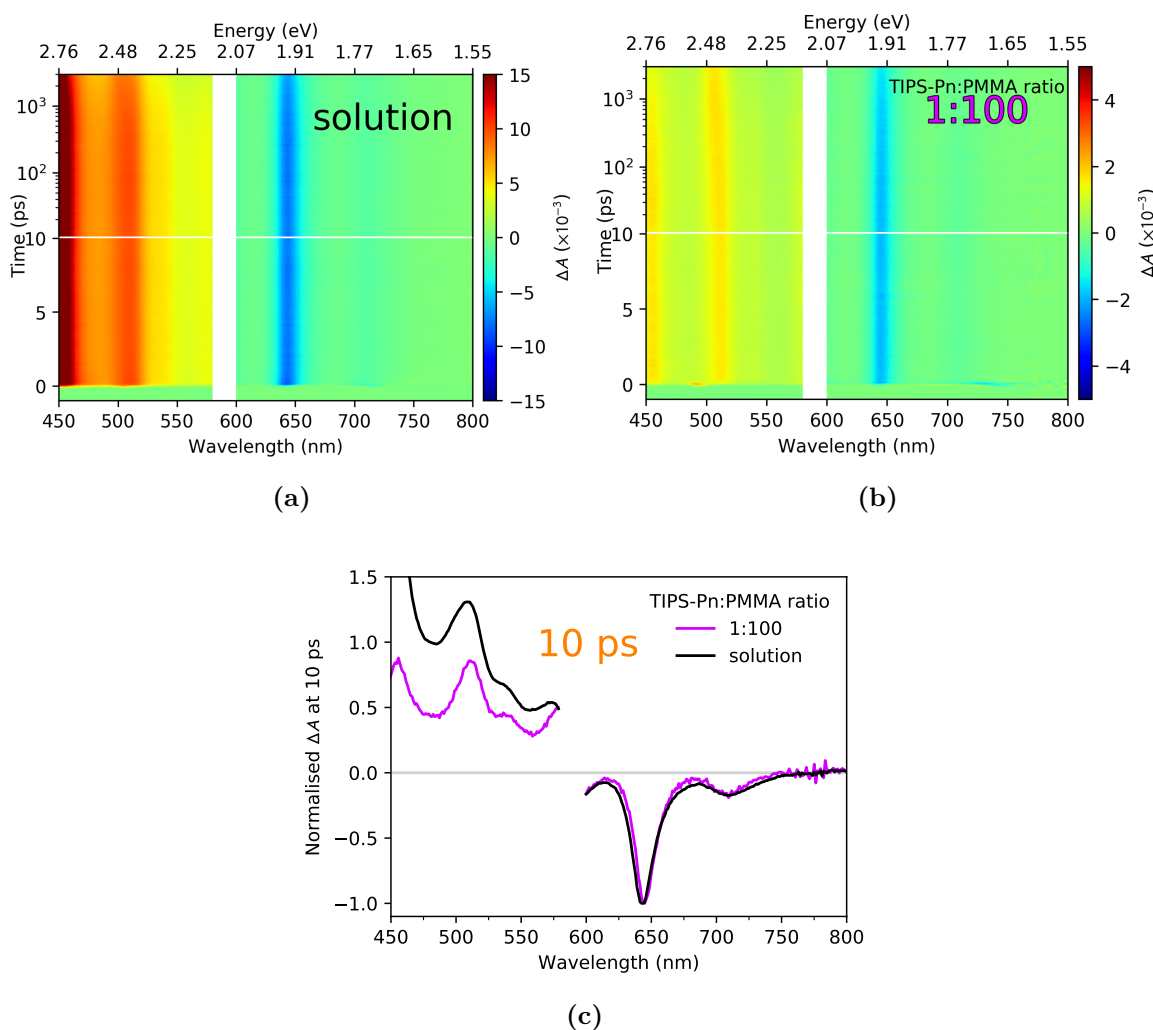 Energy (eV)
2.76 2.48 2.25 2.07 1.91 1.77 1.65 1.55
solution
Time (ps)
10³
10²
10
5
0
450 500 550 600 650 700 750 800
Wavelength (nm)
15
10
5
0
−5
−10
−15
ΔA (×10⁻³)
(a)
Energy (eV)
2.76 2.48 2.25 2.07 1.91 1.77 1.65 1.55
TIPS-Pn:PMMA ratio
1:100
Time (ps)
10³
10²
10
5
0
450 500 550 600 650 700 750 800
Wavelength (nm)
4
2
0
−2
−4
ΔA (×10⁻³)
(b)
Normalised ΔA at 10 ps
1.5
1.0
0.5
0.0
−0.5
−1.0
10 ps
TIPS-Pn:PMMA ratio
1:100
solution
450 500 550 600 650 700 750 800
Wavelength (nm)
(c)